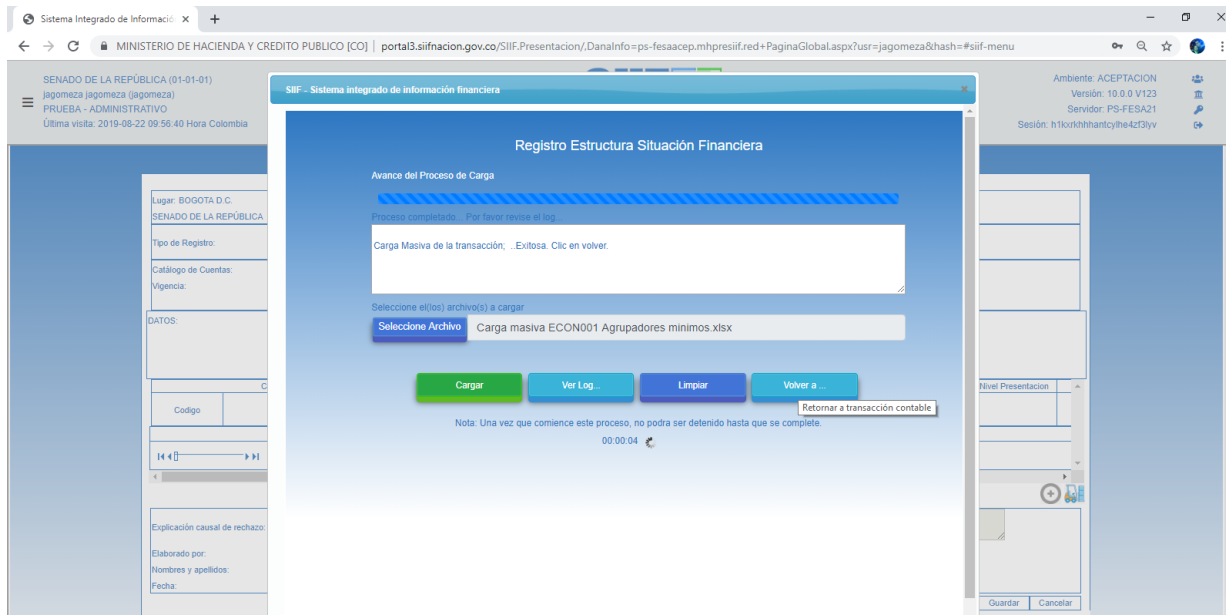 Sistema Integrado de Informació
MINISTERIO DE HACIENDA Y CREDITO PUBLICO [CO] | portal3.siifnacion.gov.co/SIIF.Presentacion/,DanaInfo=ps-fesaacep.mhpresiif.red+PaginaGlobal.aspx?usr=jagomeza&hash=#siif-menu
SENADO DE LA REPÚBLICA (01-01-01)
jagomeza jagomeza (jagomeza)
PRUEBA - ADMINISTRATIVO
Última visita: 2019-08-22 09:56:40 Hora Colombia
Ambiente: ACEPTACION
Versión: 10.0.0 V123
Servidor: PS-FESA21
SIIF - Sistema integrado de información financiera
Registro Estructura Situación Financiera
Avance del Proceso de Carga
Proceso completado... Por favor revise el log...
Carga Masiva de la transacción; ..Exitosa. Clic en volver.
Seleccione el(los) archivo(s) a cargar
Seleccione Archivo
Carga masiva ECON001 Agrupadores minimos.xlsx
Cargar
Ver Log...
Limpiar
Volver a ...
Retornar a transacción contable
Nota: Una vez que comience este proceso, no podra ser detenido hasta que se complete.
00:00:04
Lugar: BOGOTA D.C.
SENADO DE LA REPÚBLICA
Tipo de Registro:
Catálogo de Cuentas:
Vigencia:
DATOS:
C
Nivel Presentacion
Codigo
Explicación causal de rechazo:
Elaborado por:
Nombres y apellidos:
Fecha:
Guardar
Cancelar